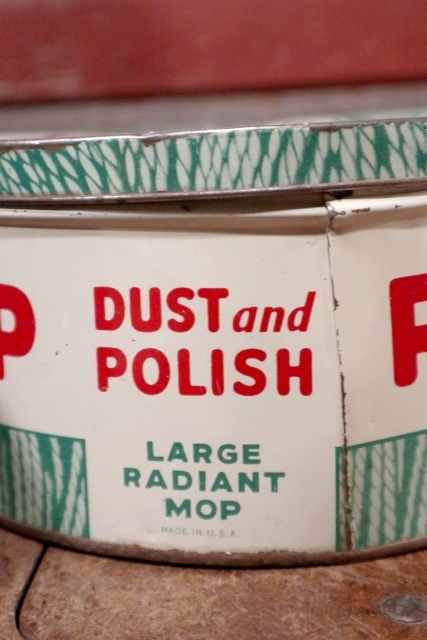 P
DUST and
POLISH
LARGE
RADIANT
MOP
MADE IN U.S.A.